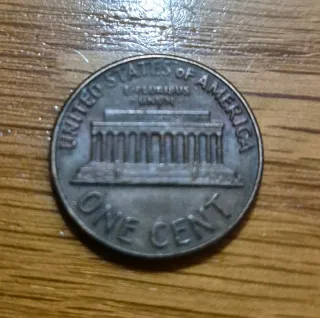 UNITED STATES OF AMERICA
E·PLURIBUS
UNUM
ONE CENT